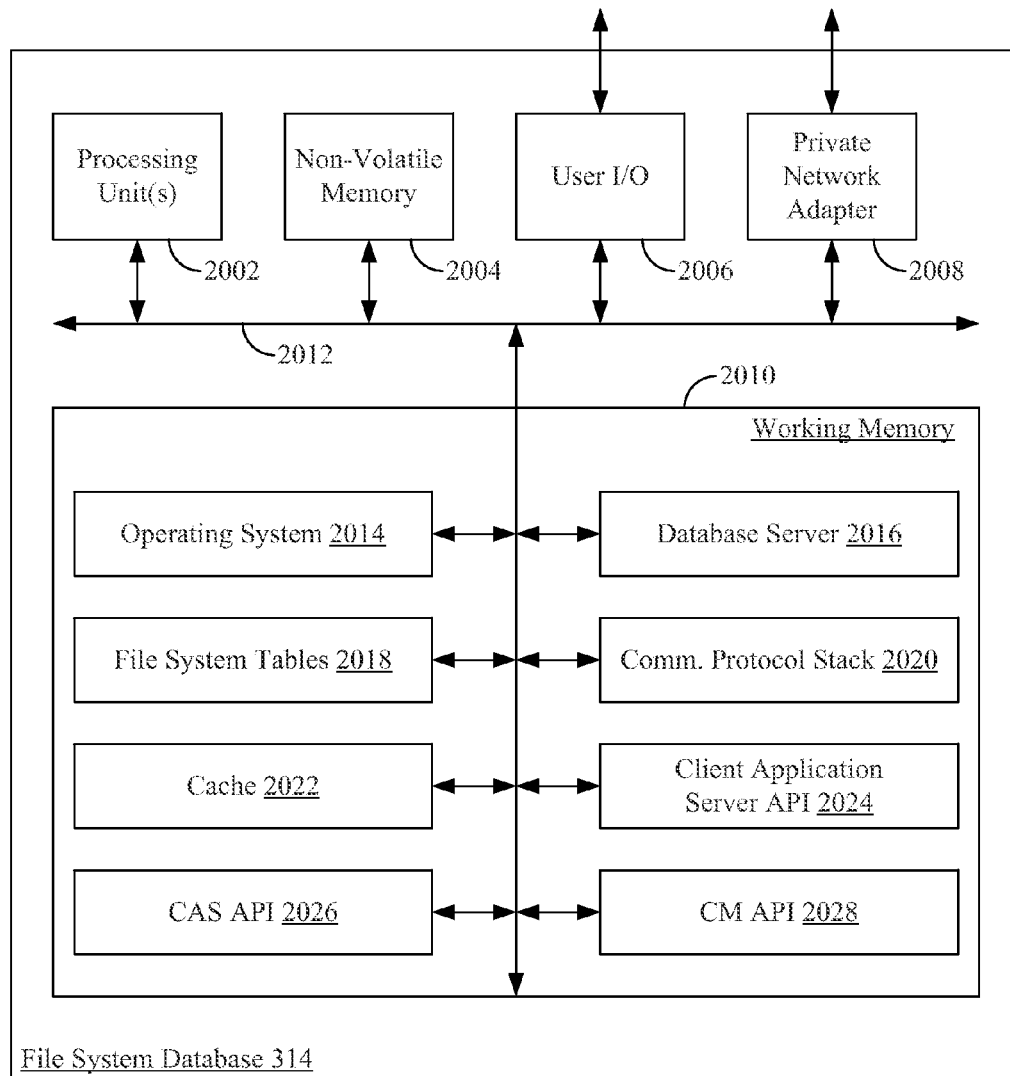 Processing
Unit(s)
Non-Volatile
Memory
User I/O
Private
Network
Adapter
2002
2004
2006
2008
2012
2010
Working Memory
Operating System 2014
Database Server 2016
File System Tables 2018
Comm. Protocol Stack 2020
Cache 2022
Client Application
Server API 2024
CAS API 2026
CM API 2028
File System Database 314